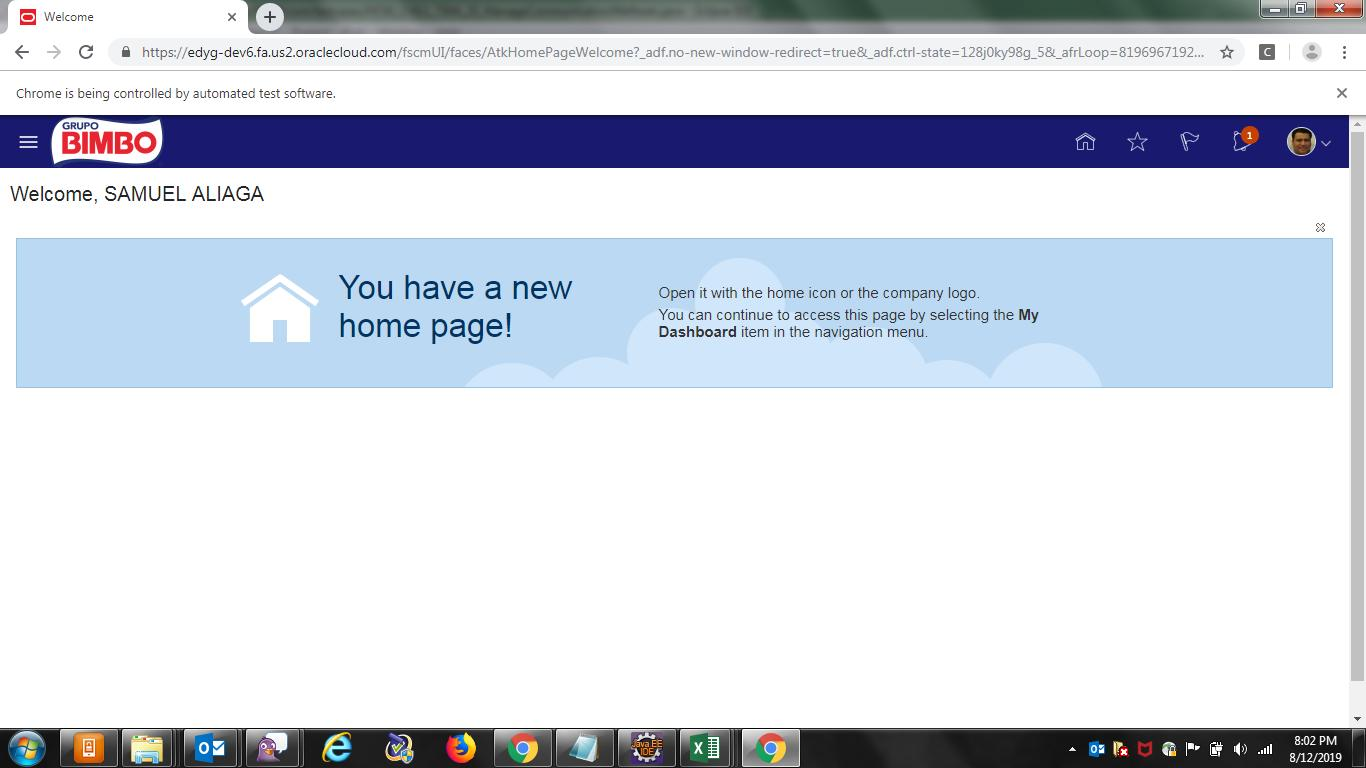 Welcome
https://edyg-dev6.fa.us2.oraclecloud.com/fscmUI/faces/AtkHomePageWelcome?_adf.no-new-window-redirect=true&_adf.ctrl-state=128j0ky98g_5&_afrLoop=8196967192...
C
Chrome is being controlled by automated test software.
GRUPO
BIMBO
1
Welcome, SAMUEL ALIAGA
You have a new
home page!
Open it with the home icon or the company logo.
You can continue to access this page by selecting the My
Dashboard item in the navigation menu.
Java EE
IDE
8:02 PM
8/12/2019